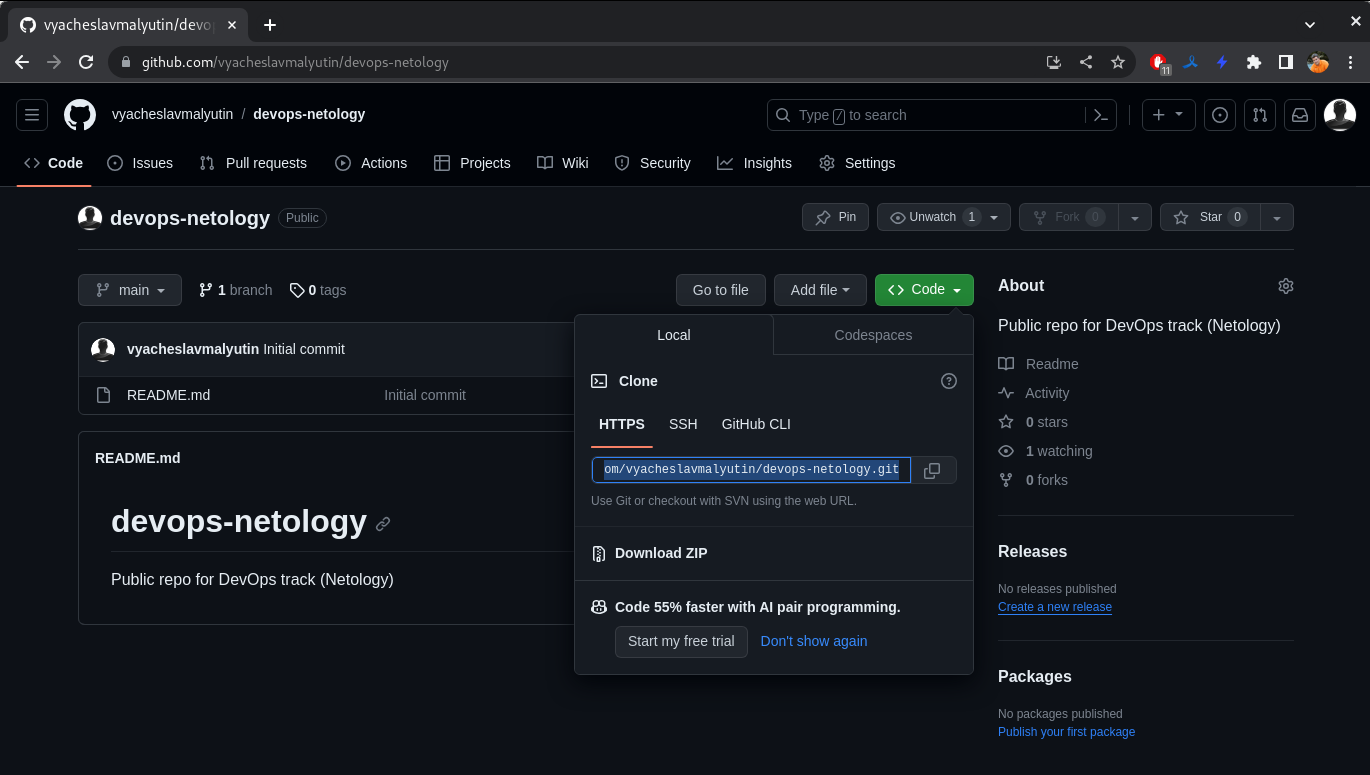 vyacheslavmalyutin/devop
github.com/vyacheslavmalyutin/devops-netology
11
vyacheslavmalyutin / devops-netology
Type / to search
Code Issues Pull requests Actions Projects Wiki Security Insights Settings
devops-netology Public
Pin Unwatch 1 Fork 0 Star 0
main 1 branch 0 tags
Go to file Add file Code
vyacheslavmalyutin Initial commit
README.md Initial commit
README.md
devops-netology
Public repo for DevOps track (Netology)
Local Codespaces
Clone
HTTPS SSH GitHub CLI
om/vyacheslavmalyutin/devops-netology.git
Use Git or checkout with SVN using the web URL.
Download ZIP
Code 55% faster with AI pair programming.
Start my free trial Don't show again
About
Public repo for DevOps track (Netology)
Readme
Activity
0 stars
1 watching
0 forks
Releases
No releases published
Create a new release
Packages
No packages published
Publish your first package